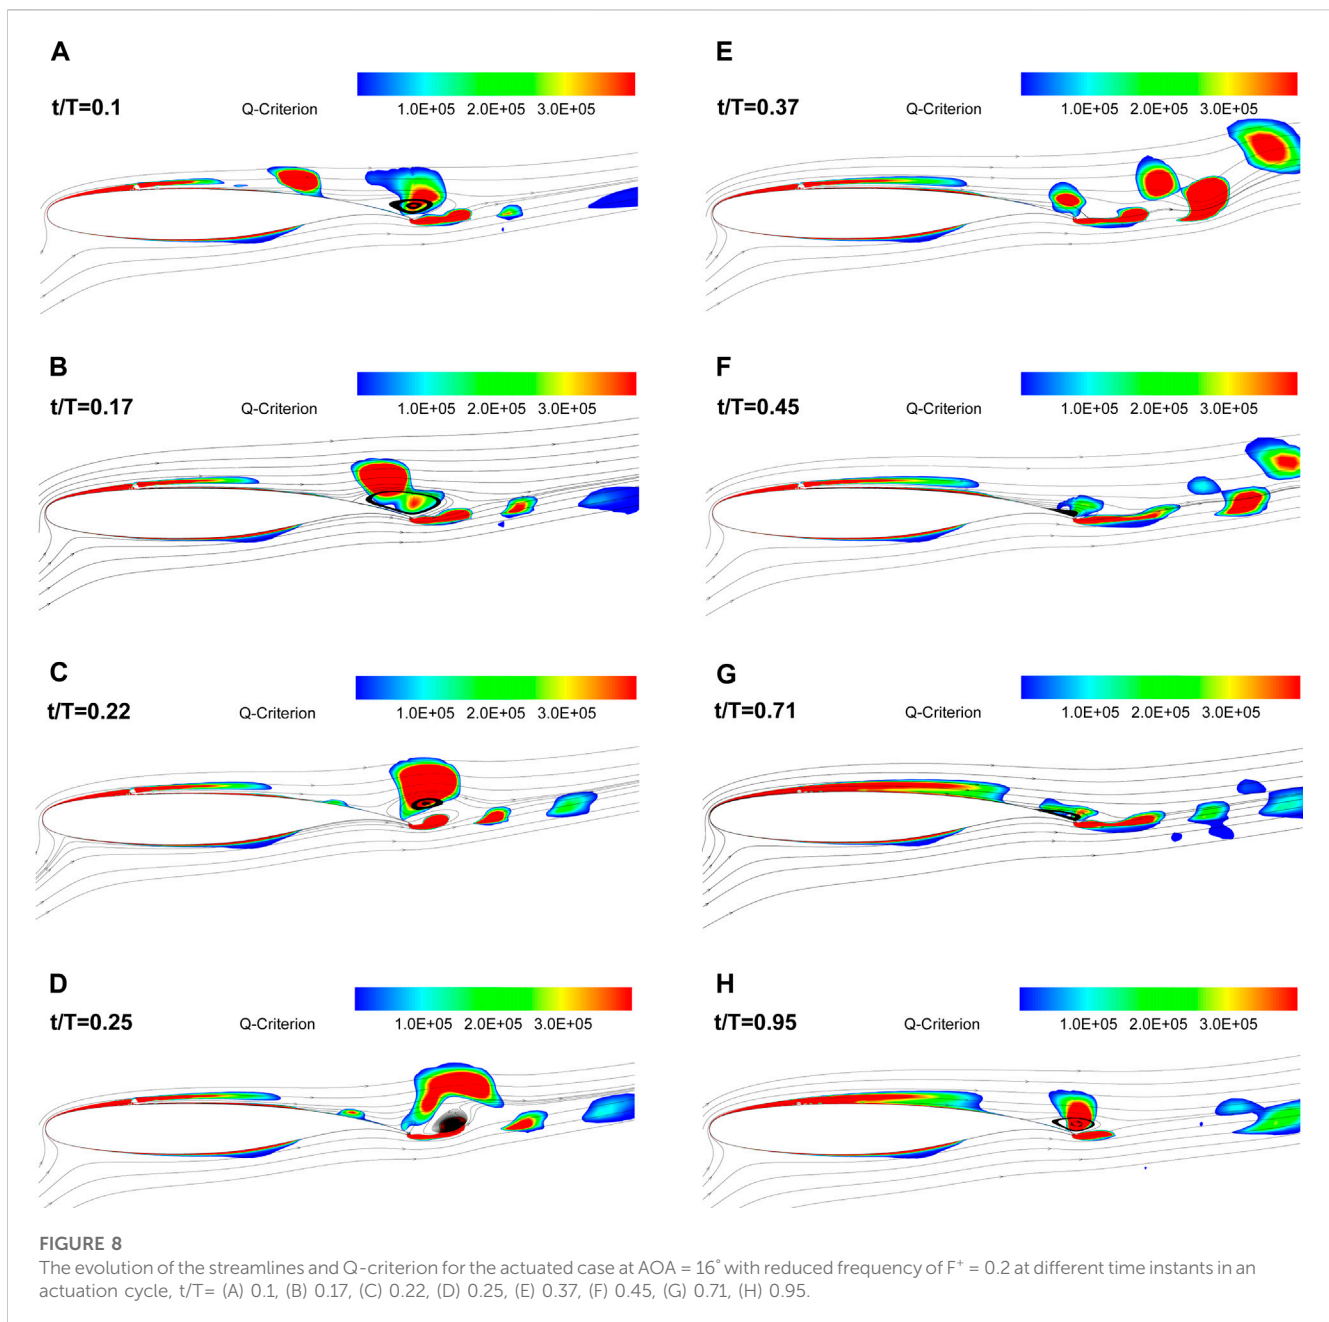 A
t/T=0.1
Q-Criterion
1.0E+05 2.0E+05 3.0E+05
B
t/T=0.17
Q-Criterion
1.0E+05 2.0E+05 3.0E+05
C
t/T=0.22
Q-Criterion
1.0E+05 2.0E+05 3.0E+05
D
t/T=0.25
Q-Criterion
1.0E+05 2.0E+05 3.0E+05
E
t/T=0.37
Q-Criterion
1.0E+05 2.0E+05 3.0E+05
F
t/T=0.45
Q-Criterion
1.0E+05 2.0E+05 3.0E+05
G
t/T=0.71
Q-Criterion
1.0E+05 2.0E+05 3.0E+05
H
t/T=0.95
Q-Criterion
1.0E+05 2.0E+05 3.0E+05
FIGURE 8
The evolution of the streamlines and Q-criterion for the actuated case at AOA = 16° with reduced frequency of F⁺ = 0.2 at different time instants in an
actuation cycle, t/T= (A) 0.1, (B) 0.17, (C) 0.22, (D) 0.25, (E) 0.37, (F) 0.45, (G) 0.71, (H) 0.95.